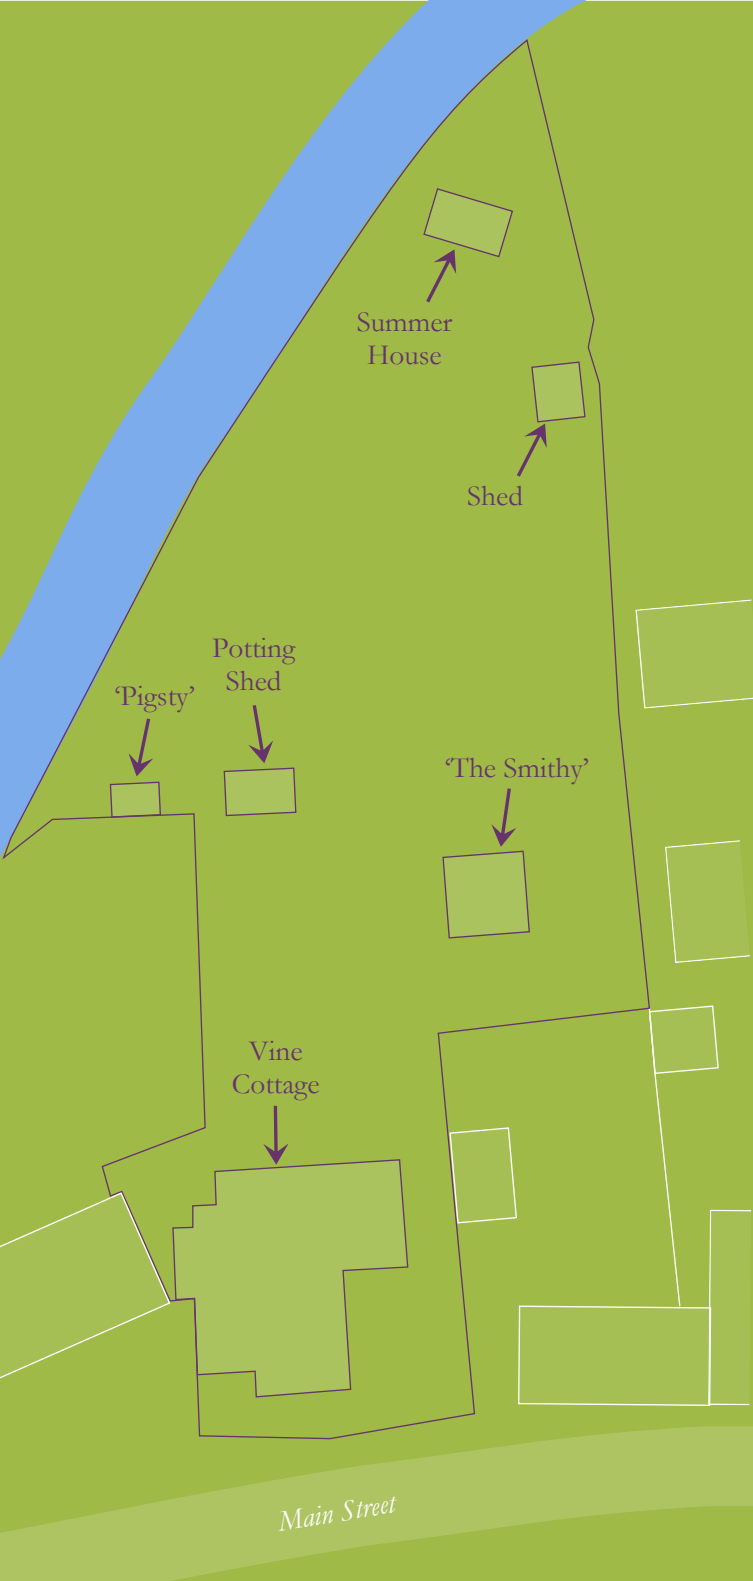 Summer
House
Shed
Potting
Shed
‘Pigsty’
‘The Smithy’
Vine
Cottage
Main Street